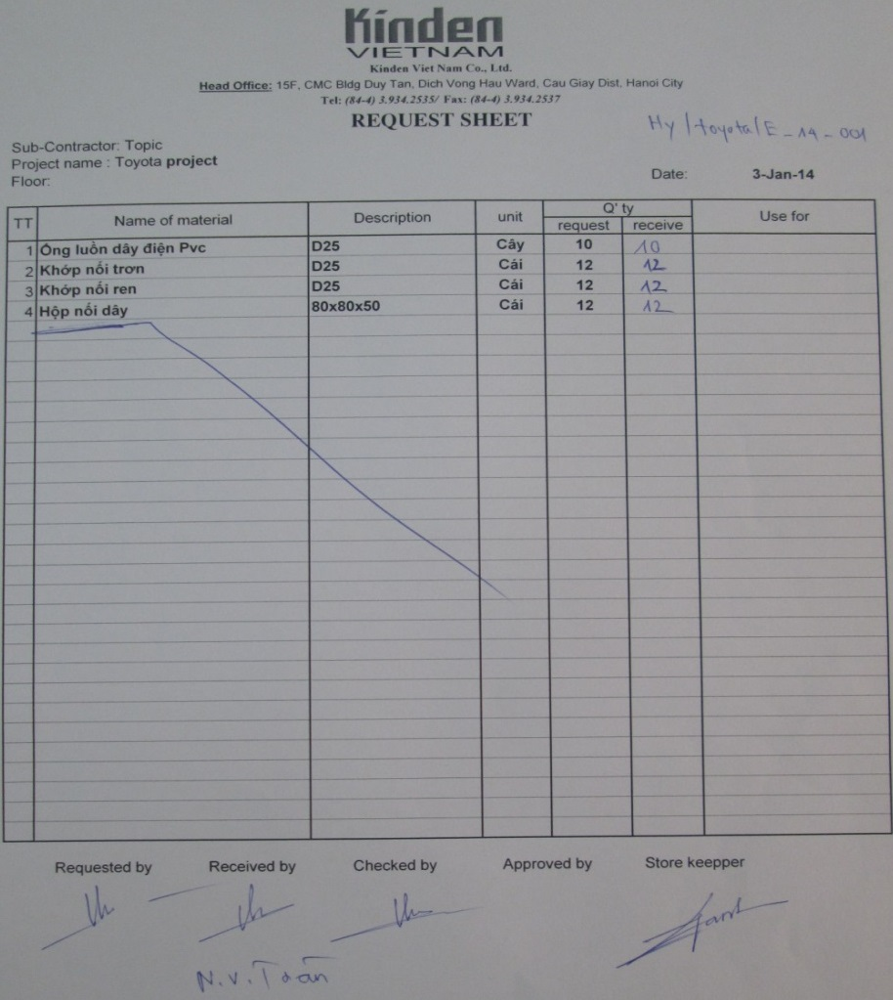 Kinden
VIETNAM
Kinden Viet Nam Co., Ltd.
Head Office: 15F, CMC Bldg Duy Tan, Dich Vong Hau Ward, Cau Giay Dist, Hanoi City
Tel: (84-4) 3.934.2535/ Fax: (84-4) 3.934.2537
REQUEST SHEET
Hy/toyota/E-14-001
Sub-Contractor: Topic
Project name : Toyota project
Floor:
Date: 3-Jan-14
TT Name of material Description unit Q' ty Use for
request receive
1 Ống luồn dây điện Pvc D25 Cây 10 10
2 Khớp nối trơn D25 Cái 12 12
3 Khớp nối ren D25 Cái 12 12
4 Hộp nối dây 80x80x50 Cái 12 12
Requested by Received by Checked by Approved by Store keepper
N.V. Toàn